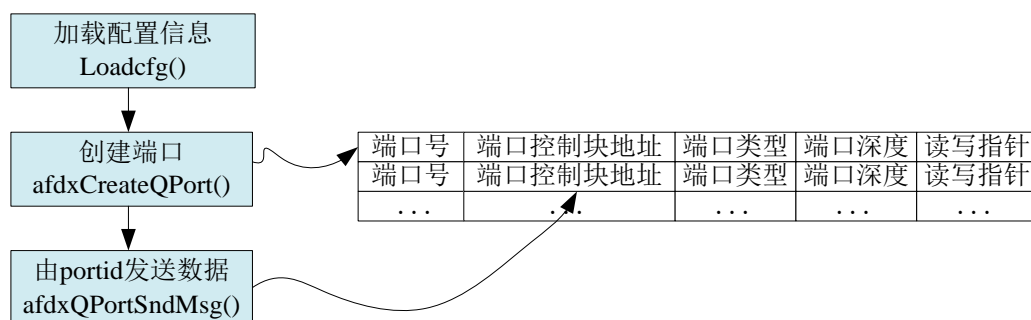 加载配置信息
Loadcfg()
创建端口
afdxCreateQPort()
端口号 端口控制块地址 端口类型 端口深度 读写指针
端口号 端口控制块地址 端口类型 端口深度 读写指针
... ... ... ... ...
由portid发送数据
afdxQPortSndMsg()